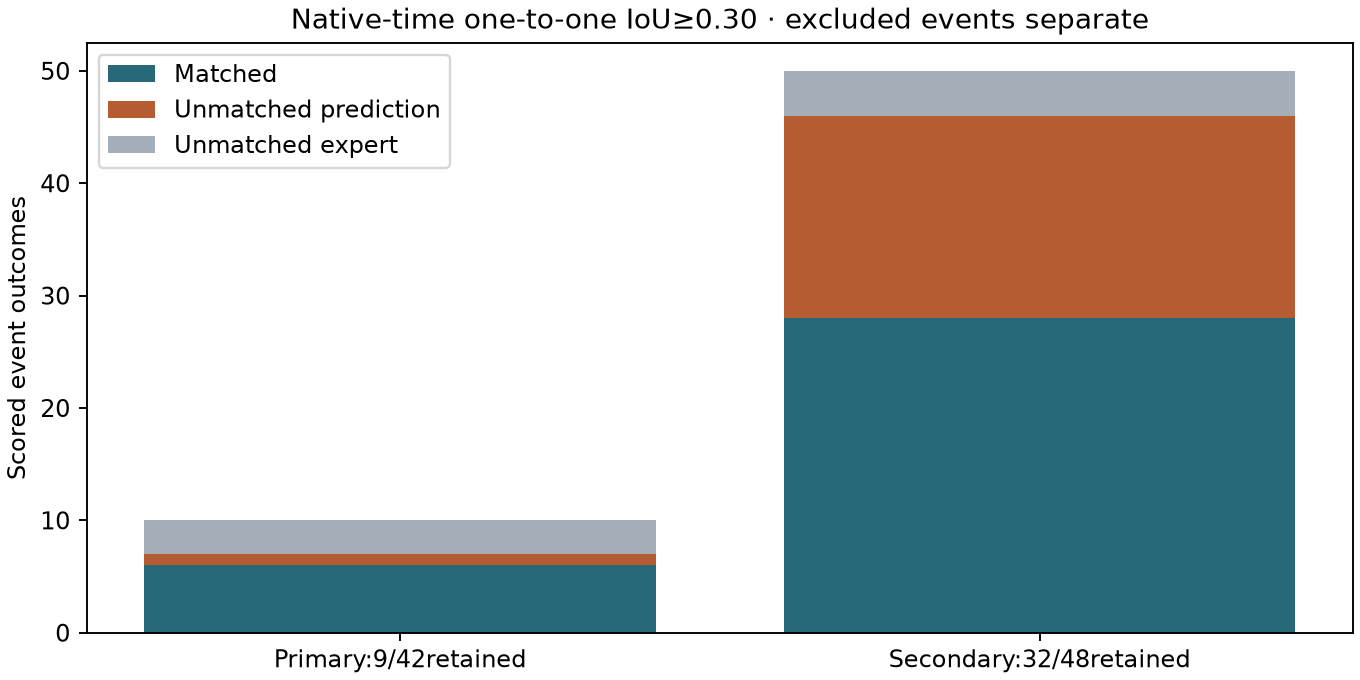 Native-time one-to-one IoU≥0.30 · excluded events separate
Matched
Unmatched prediction
Unmatched expert
Scored event outcomes
50
40
30
20
10
0
Primary:9/42retained
Secondary:32/48retained